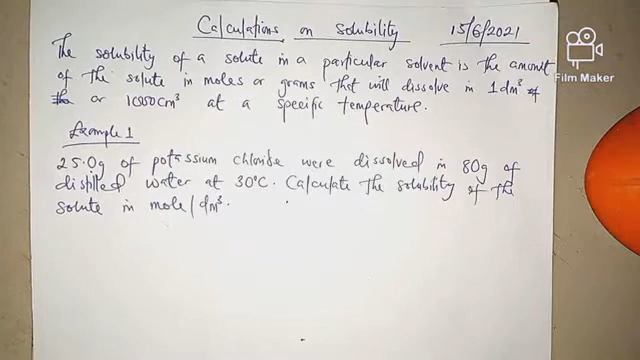 Calculations on Solubility 15/6/2021
The solubility of a solute in a particular solvent is the amount
of the solute in moles or grams that will dissolve in 1dm³ of
or 1000cm³ at a specific temperature.
Example 1
25.0g of potassium chloride were dissolved in 80g of
distilled water at 30°C. Calculate the solubility of the
solute in mole/dm³.
Film Maker